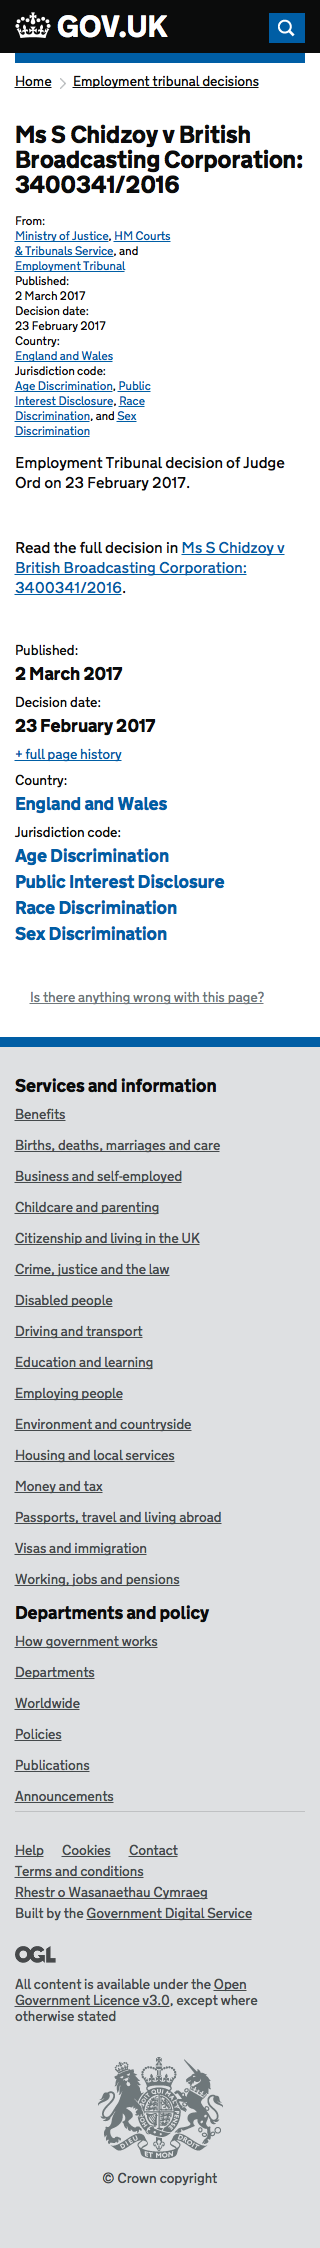 GOV.UK
Home
Employment tribunal decisions
Ms S Chidzoy v British
Broadcasting Corporation:
3400341/2016
From:
Ministry of Justice, HM Courts
& Tribunals Service, and
Employment Tribunal
Published:
2 March 2017
Decision date:
23 February 2017
Country:
England and Wales
Jurisdiction code:
Age Discrimination, Public
Interest Disclosure, Race
Discrimination, and Sex
Discrimination
Employment Tribunal decision of Judge
Ord on 23 February 2017.
Read the full decision in Ms S Chidzoy v
British Broadcasting Corporation:
3400341/2016.
Published:
2 March 2017
Decision date:
23 February 2017
+ full page history
Country:
England and Wales
Jurisdiction code:
Age Discrimination
Public Interest Disclosure
Race Discrimination
Sex Discrimination
Is there anything wrong with this page?
Services and information
Benefits
Births, deaths, marriages and care
Business and self-employed
Childcare and parenting
Citizenship and living in the UK
Crime, justice and the law
Disabled people
Driving and transport
Education and learning
Employing people
Environment and countryside
Housing and local services
Money and tax
Passports, travel and living abroad
Visas and immigration
Working, jobs and pensions
Departments and policy
How government works
Departments
Worldwide
Policies
Publications
Announcements
Help Cookies Contact
Terms and conditions
Rhestr o Wasanaethau Cymraeg
Built by the Government Digital Service
OGL
All content is available under the Open
Government Licence v3.0, except where
otherwise stated
DIEU ET MON DROIT
© Crown copyright